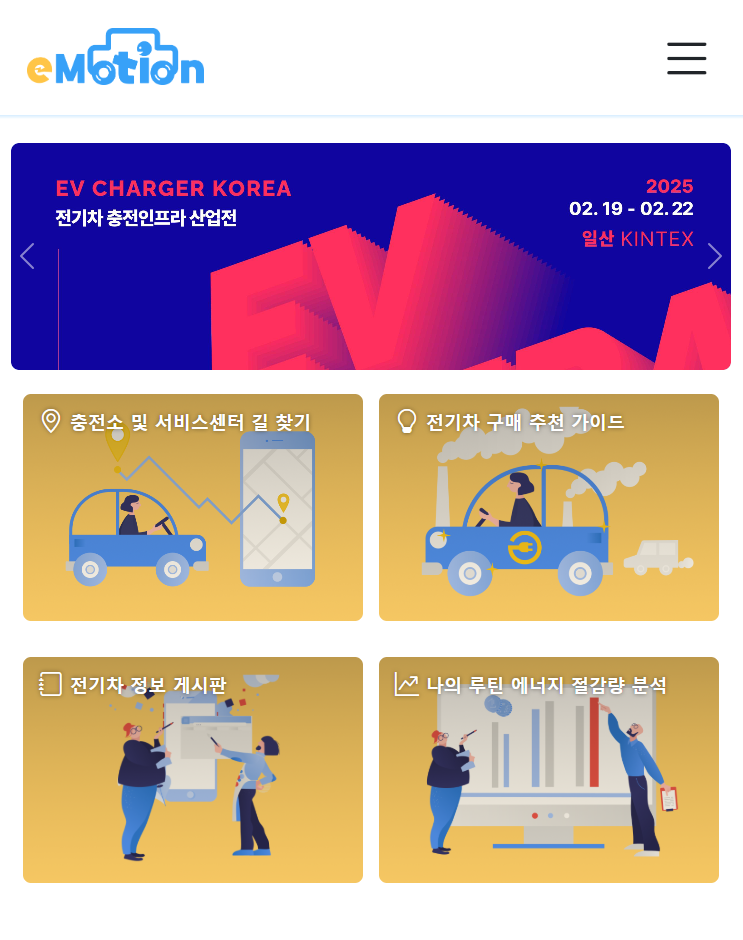 eMotion
EV CHARGER KOREA
전기차 충전인프라 산업전
2025
02. 19 - 02. 22
일산 KINTEX
충전소 및 서비스센터 길 찾기
전기차 구매 추천 가이드
전기차 정보 게시판
나의 루틴 에너지 절감량 분석